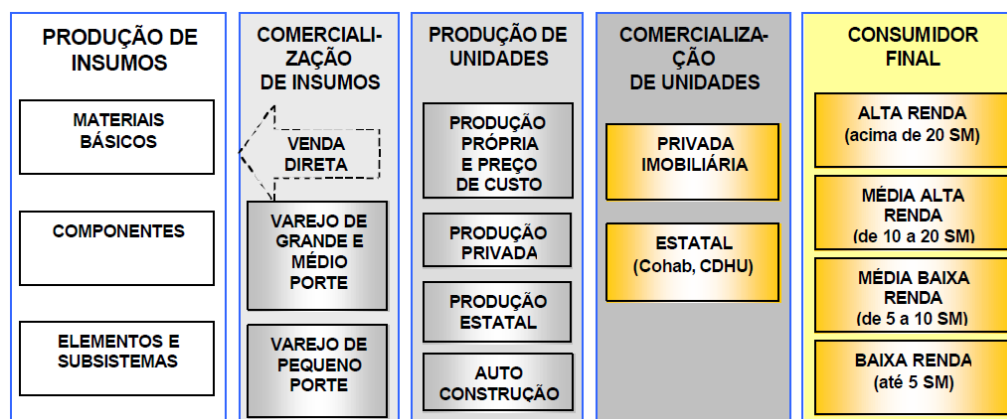 PRODUÇÃO DE
INSUMOS
MATERIAIS
BÁSICOS
COMPONENTES
ELEMENTOS E
SUBSISTEMAS
COMERCIALI-
ZAÇÃO
DE INSUMOS
VENDA
DIRETA
VAREJO DE
GRANDE E
MÉDIO
PORTE
VAREJO DE
PEQUENO
PORTE
PRODUÇÃO DE
UNIDADES
PRODUÇÃO
PRÓPRIA
E PREÇO
DE CUSTO
PRODUÇÃO
PRIVADA
PRODUÇÃO
ESTATAL
AUTO
CONSTRUÇÃO
COMERCIALIZA-
ÇÃO
DE UNIDADES
PRIVADA
IMOBILIÁRIA
ESTATAL
(Cohab, CDHU)
CONSUMIDOR
FINAL
ALTA RENDA
(acima de 20 SM)
MÉDIA ALTA
RENDA
(de 10 a 20 SM)
MÉDIA BAIXA
RENDA
(de 5 a 10 SM)
BAIXA RENDA
(até 5 SM)